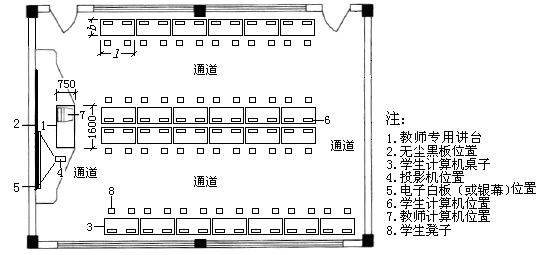 b
l
通道
750
7
1600
2
1
6
通道
4
通道
5
8
通道
3
注：
1.教师专用讲台
2.无尘黑板位置
3.学生计算机桌子
4.投影机位置
5.电子白板（或银幕）位置
6.学生计算机位置
7.教师计算机位置
8.学生凳子